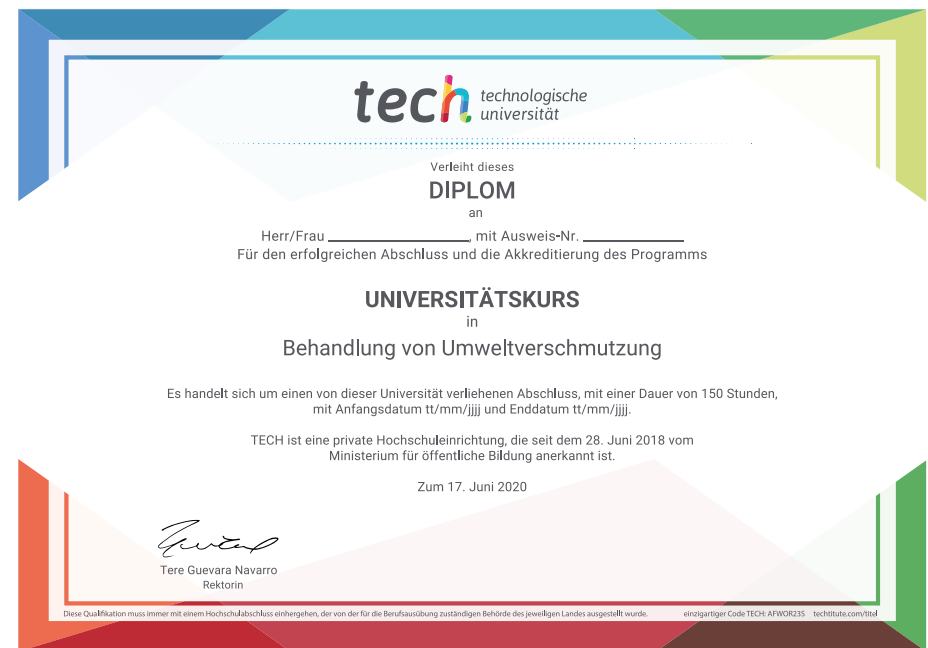 tech technologische
universität
Verleiht dieses
DIPLOM
an
Herr/Frau ____________________, mit Ausweis-Nr. ______________
Für den erfolgreichen Abschluss und die Akkreditierung des Programms
UNIVERSITÄTSKURS
in
Behandlung von Umweltverschmutzung
Es handelt sich um einen von dieser Universität verliehenen Abschluss, mit einer Dauer von 150 Stunden,
mit Anfangsdatum tt/mm/jjjj und Enddatum tt/mm/jjjj.
TECH ist eine private Hochschuleinrichtung, die seit dem 28. Juni 2018 vom
Ministerium für öffentliche Bildung anerkannt ist.
Zum 17. Juni 2020
Tere Guevara Navarro
Rektorin
Diese Qualifikation muss immer mit einem Hochschulabschluss einhergehen, der von der für die Berufsausübung zuständigen Behörde des jeweiligen Landes ausgestellt wurde. einzigartiger Code TECH: AFWOR23S techtitute.com/titel